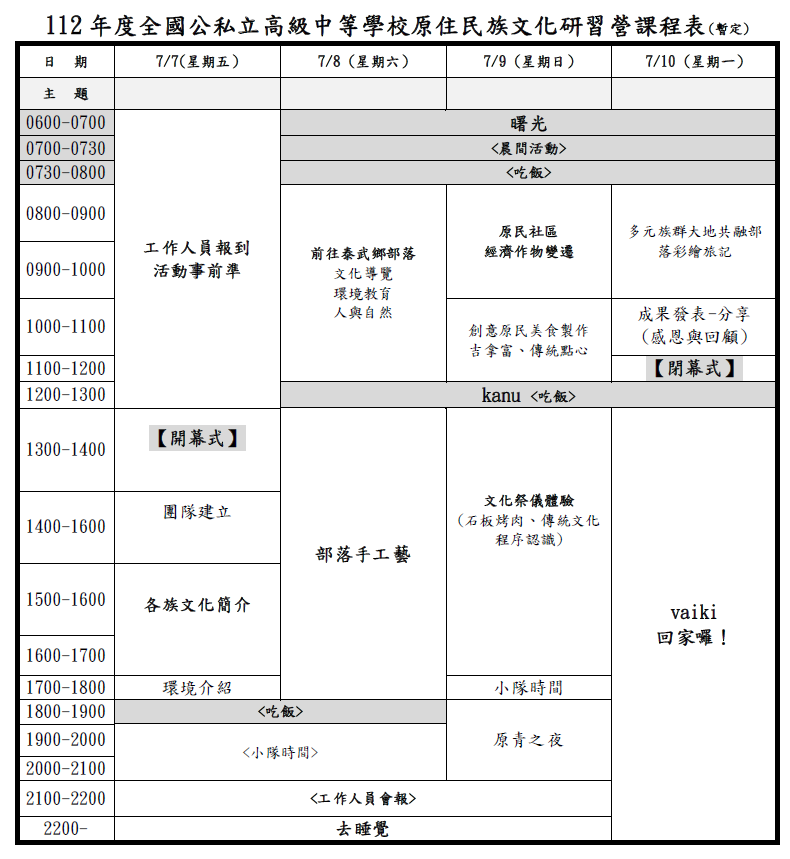 112 年度全國公私立高級中等學校原住民族文化研習營課程表(暫定)
日 期 7/7(星期五) 7/8 (星期六) 7/9 (星期日) 7/10 (星期一)
主 題
0600-0700 曙光
0700-0730 <晨間活動>
0730-0800 <吃飯>
0800-0900
0900-1000
工作人員報到
活動事前準
前往泰武鄉部落
文化導覽
環境教育
人與自然
原民社區
經濟作物變遷
多元族群大地共融部
落彩繪旅記
1000-1100
創意原民美食製作
吉拿富、傳統點心
成果發表-分享
(感恩與回顧)
1100-1200 【閉幕式】
1200-1300 kanu <吃飯>
1300-1400 【開幕式】
1400-1600 團隊建立
1500-1600
各族文化簡介
1600-1700
部落手工藝
文化祭儀體驗
(石板烤肉、傳統文化
程序認識)
vaiki
回家囉！
1700-1800 環境介紹 小隊時間
1800-1900 <吃飯>
1900-2000
2000-2100
<小隊時間>
原青之夜
2100-2200 <工作人員會報>
2200- 去睡覺